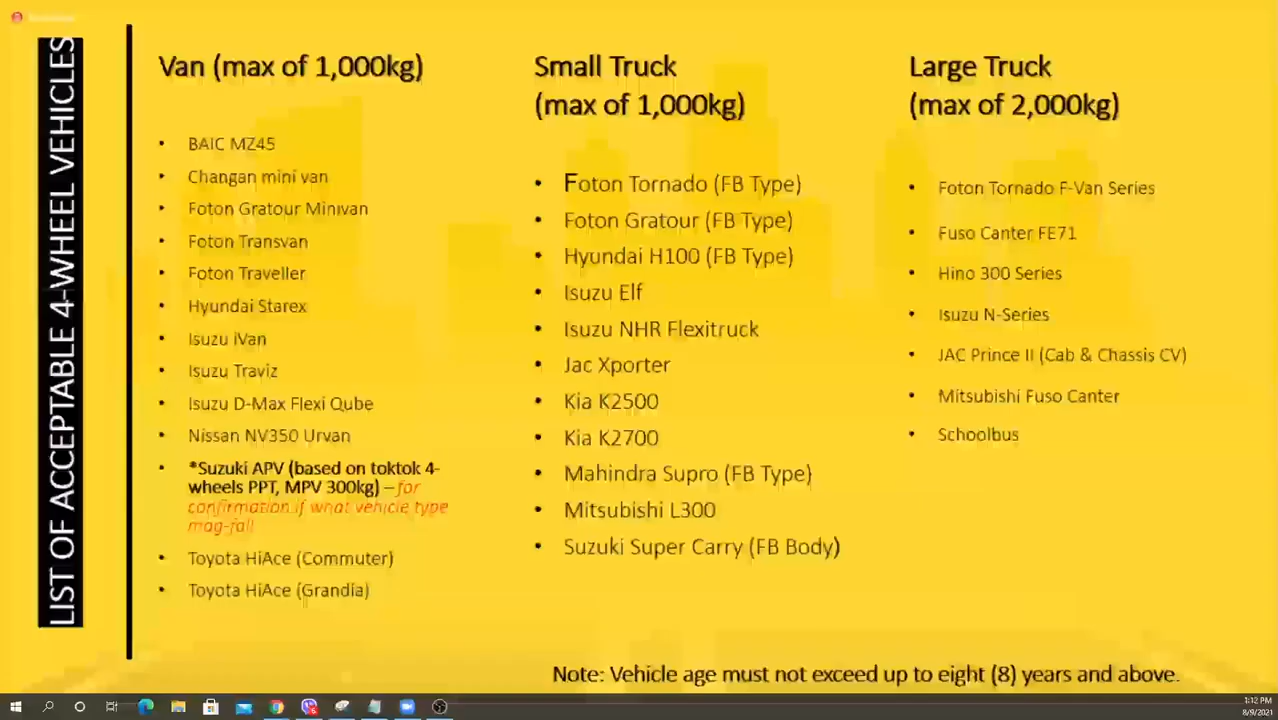 LIST OF ACCEPTABLE 4-WHEEL VEHICLES
Van (max of 1,000kg)
• BAIC MZ45
• Changan mini van
• Foton Gratour Minivan
• Foton Transvan
• Foton Traveller
• Hyundai Starex
• Isuzu iVan
• Isuzu Traviz
• Isuzu D-Max Flexi Qube
• Nissan NV350 Urvan
• *Suzuki APV (based on toktok 4-
wheels PPT, MPV 300kg) – for
confirmation if what vehicle type
mag-fall
• Toyota HiAce (Commuter)
• Toyota HiAce (Grandia)
Small Truck
(max of 1,000kg)
• Foton Tornado (FB Type)
• Foton Gratour (FB Type)
• Hyundai H100 (FB Type)
• Isuzu Elf
• Isuzu NHR Flexitruck
• Jac Xporter
• Kia K2500
• Kia K2700
• Mahindra Supro (FB Type)
• Mitsubishi L300
• Suzuki Super Carry (FB Body)
Large Truck
(max of 2,000kg)
• Foton Tornado F-Van Series
• Fuso Canter FE71
• Hino 300 Series
• Isuzu N-Series
• JAC Prince II (Cab & Chassis CV)
• Mitsubishi Fuso Canter
• Schoolbus
Note: Vehicle age must not exceed up to eight (8) years and above.
1:12 PM
8/9/2021